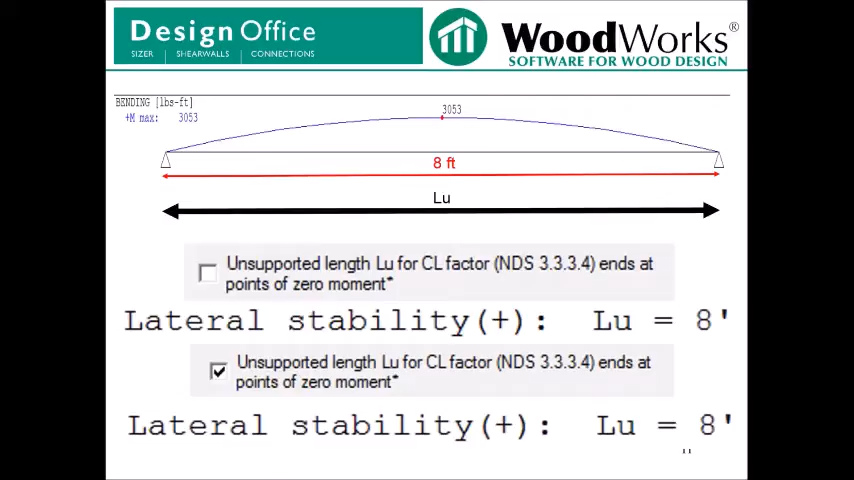 Design Office
SIZER | SHEARWALLS | CONNECTIONS
WoodWorks®
SOFTWARE FOR WOOD DESIGN
BENDING [lbs-ft]
+M max: 3053
3053
8 ft
Lu
Unsupported length Lu for CL factor (NDS 3.3.3.4) ends at
points of zero moment*
Lateral stability(+): Lu = 8'
Unsupported length Lu for CL factor (NDS 3.3.3.4) ends at
points of zero moment*
Lateral stability(+): Lu = 8'